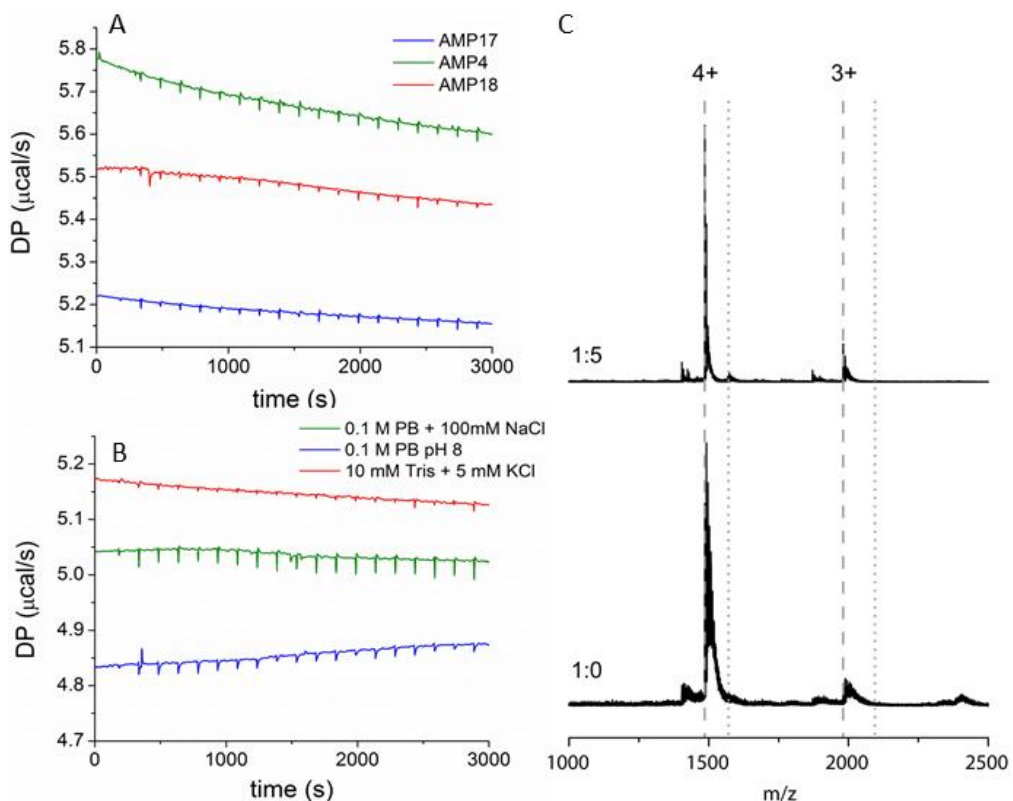 A
AMP17
AMP4
AMP18
DP (µcal/s)
5.8
5.7
5.6
5.5
5.4
5.3
5.2
5.1
0 1000 2000 3000
time (s)
B
0.1 M PB + 100mM NaCl
0.1 M PB pH 8
10 mM Tris + 5 mM KCl
DP (µcal/s)
5.2
5.1
5.0
4.9
4.8
4.7
0 1000 2000 3000
time (s)
C
4+ 3+
1:5
1:0
1000 1500 2000 2500
m/z